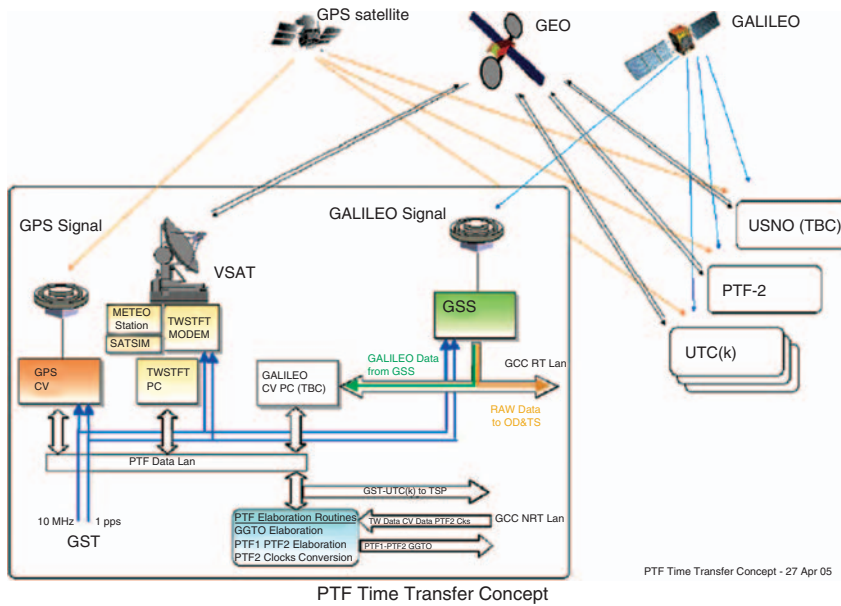 GPS satellite
GEO
GALILEO
GPS Signal
GALILEO Signal
VSAT
USNO (TBC)
PTF-2
UTC(k)
METEO
Station
SATSIM
TWSTFT
MODEM
GSS
GPS
CV
TWSTFT
PC
GALILEO
CV PC (TBC)
GALILEO Data
from GSS
GCC RT Lan
RAW Data
to OD&TS
PTF Data Lan
GST-UTC(k) to TSP
10 MHz
1 pps
GST
PTF Elaboration Routines
GGTO Elaboration
PTF1 PTF2 Elaboration
PTF2 Clocks Conversion
TW Data CV Data PTF2 Cks
GCC NRT Lan
PTF1-PTF2 GGTO
PTF Time Transfer Concept - 27 Apr 05
PTF Time Transfer Concept